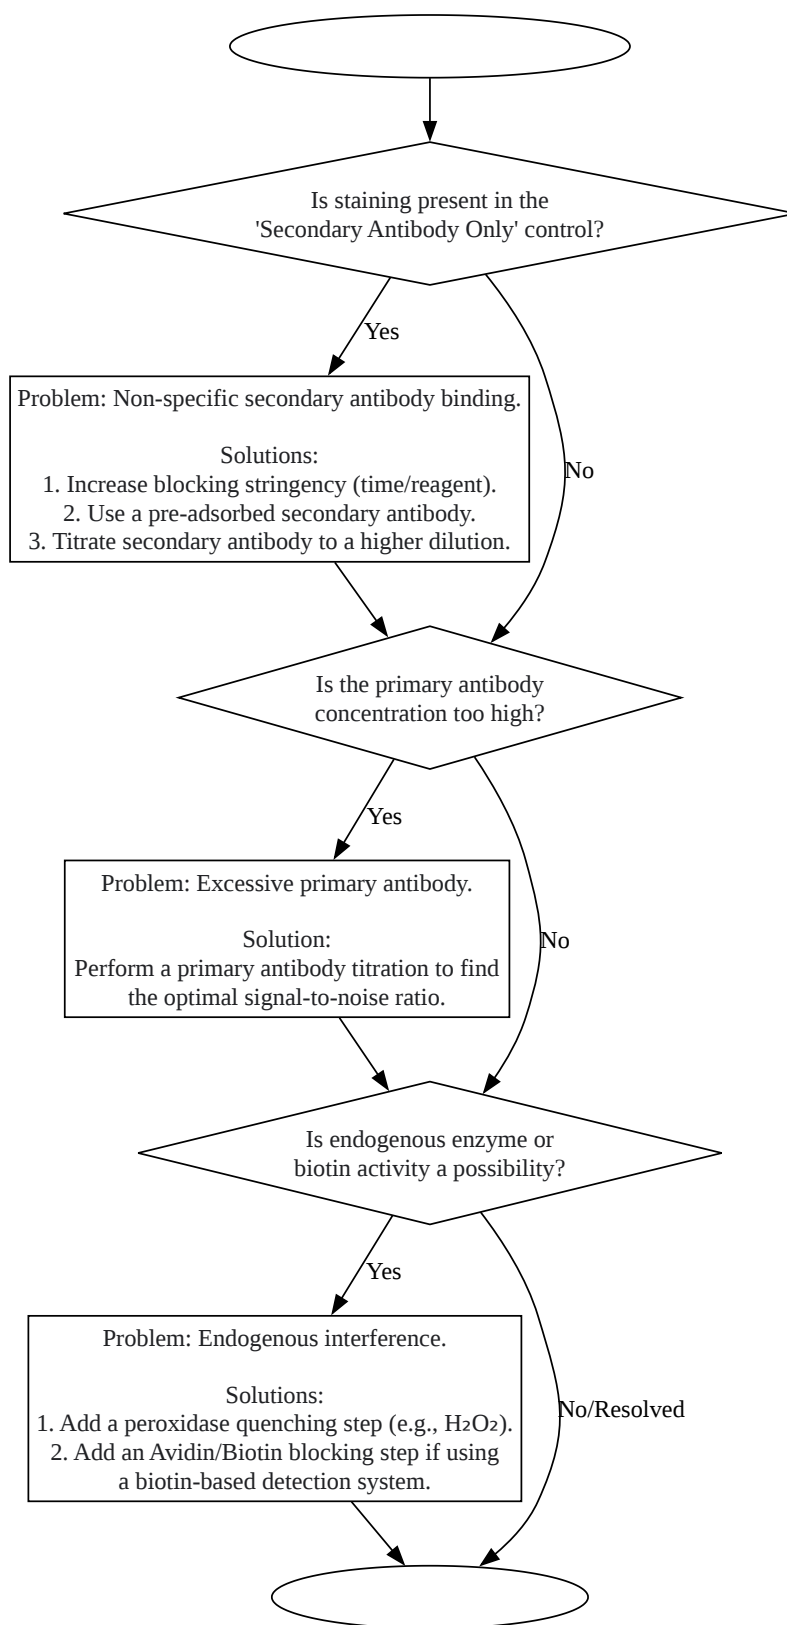 Is staining present in the
'Secondary Antibody Only' control?
Yes
Problem: Non-specific secondary antibody binding.
Solutions:
1. Increase blocking stringency (time/reagent).
2. Use a pre-adsorbed secondary antibody.
3. Titrate secondary antibody to a higher dilution.
No
Is the primary antibody
concentration too high?
Yes
Problem: Excessive primary antibody.
Solution:
Perform a primary antibody titration to find
the optimal signal-to-noise ratio.
No
Is endogenous enzyme or
biotin activity a possibility?
Yes
Problem: Endogenous interference.
Solutions:
1. Add a peroxidase quenching step (e.g., H₂O₂).
2. Add an Avidin/Biotin blocking step if using
a biotin-based detection system.
No/Resolved